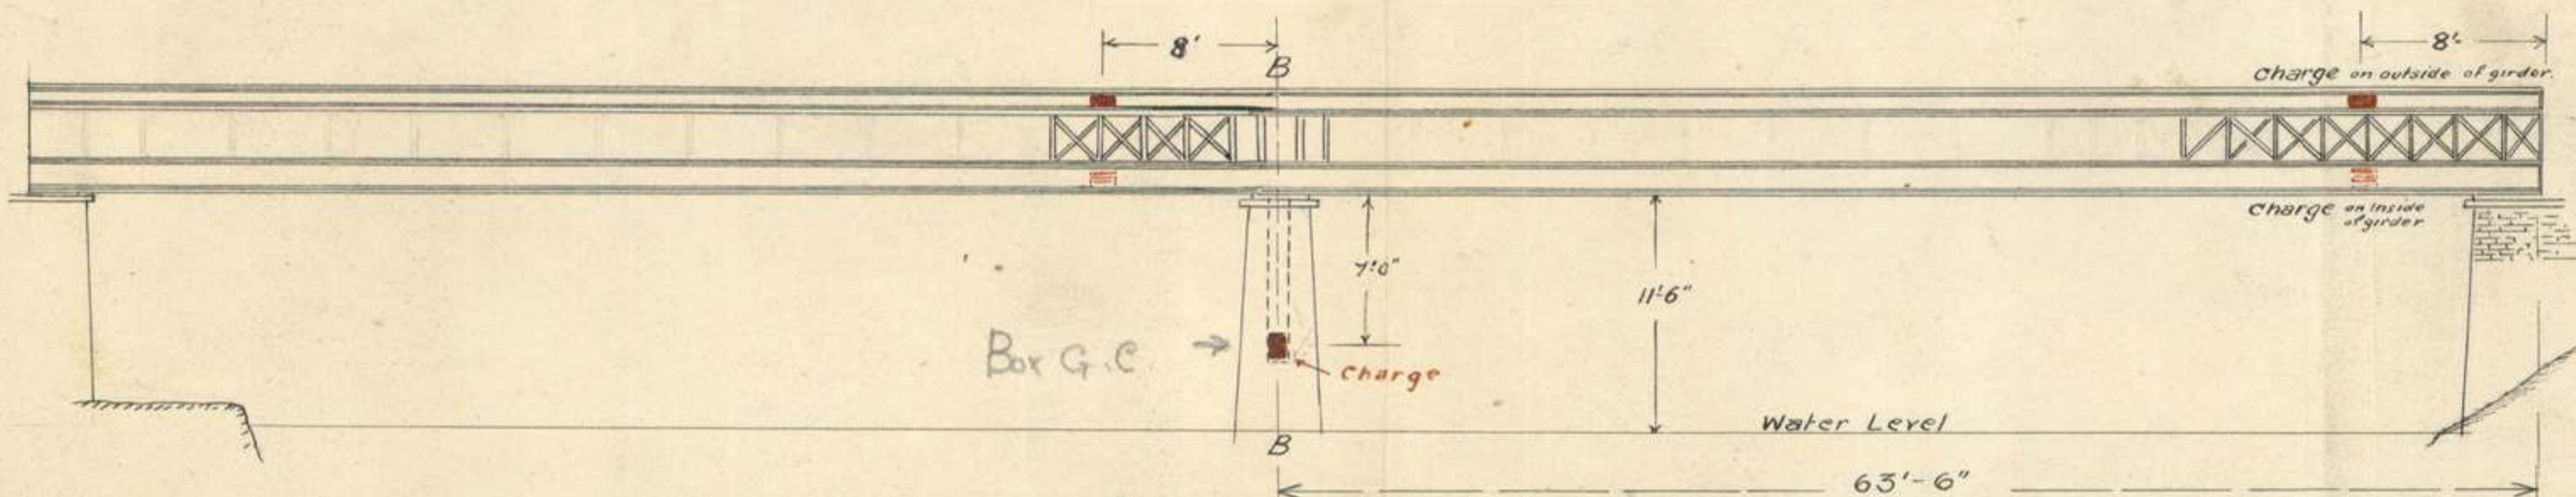 8'
8'-
B
Charge on outside of girder.
Charge on Inside
of girder
7'0"
11'6"
Box G.C.
Charge
Water Level
B
63'-6"